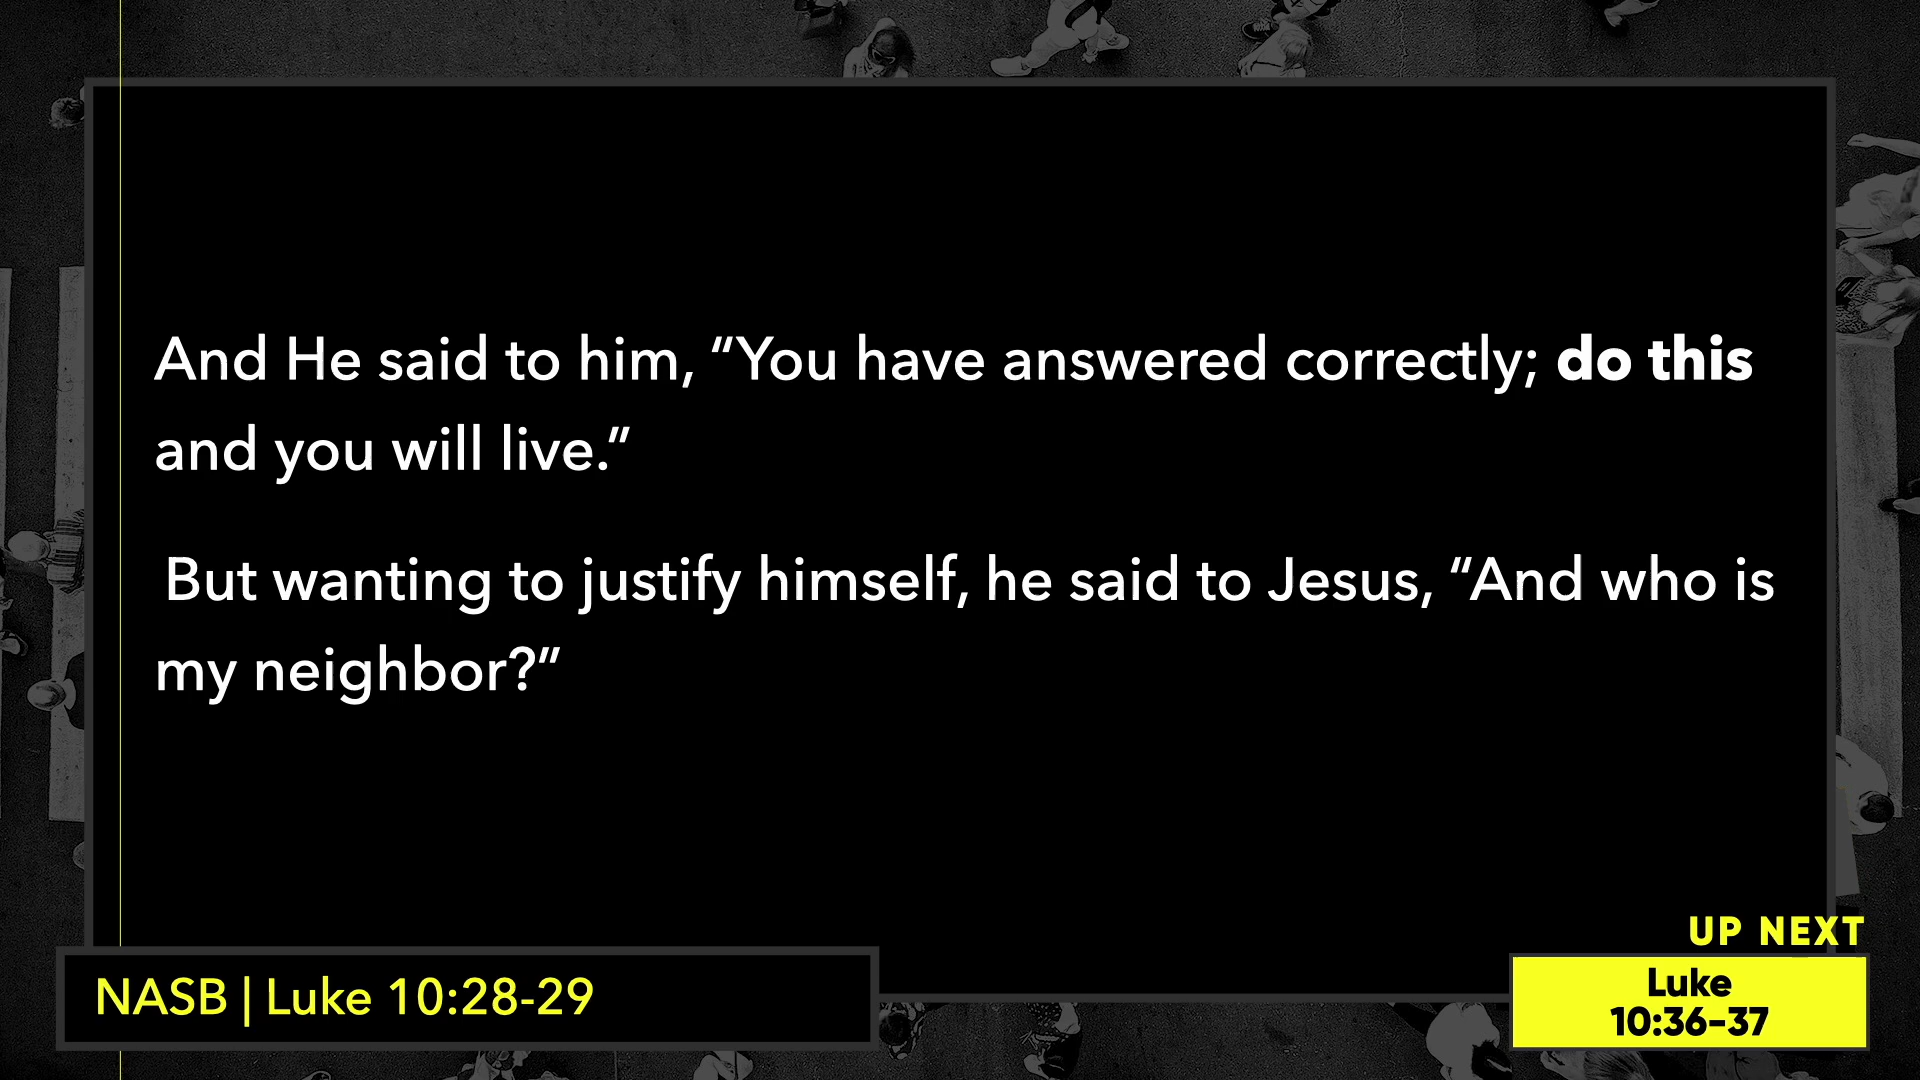 And He said to him, “You have answered correctly; do this
and you will live.”
But wanting to justify himself, he said to Jesus, “And who is
my neighbor?”
NASB | Luke 10:28-29
UP NEXT
Luke
10:36-37